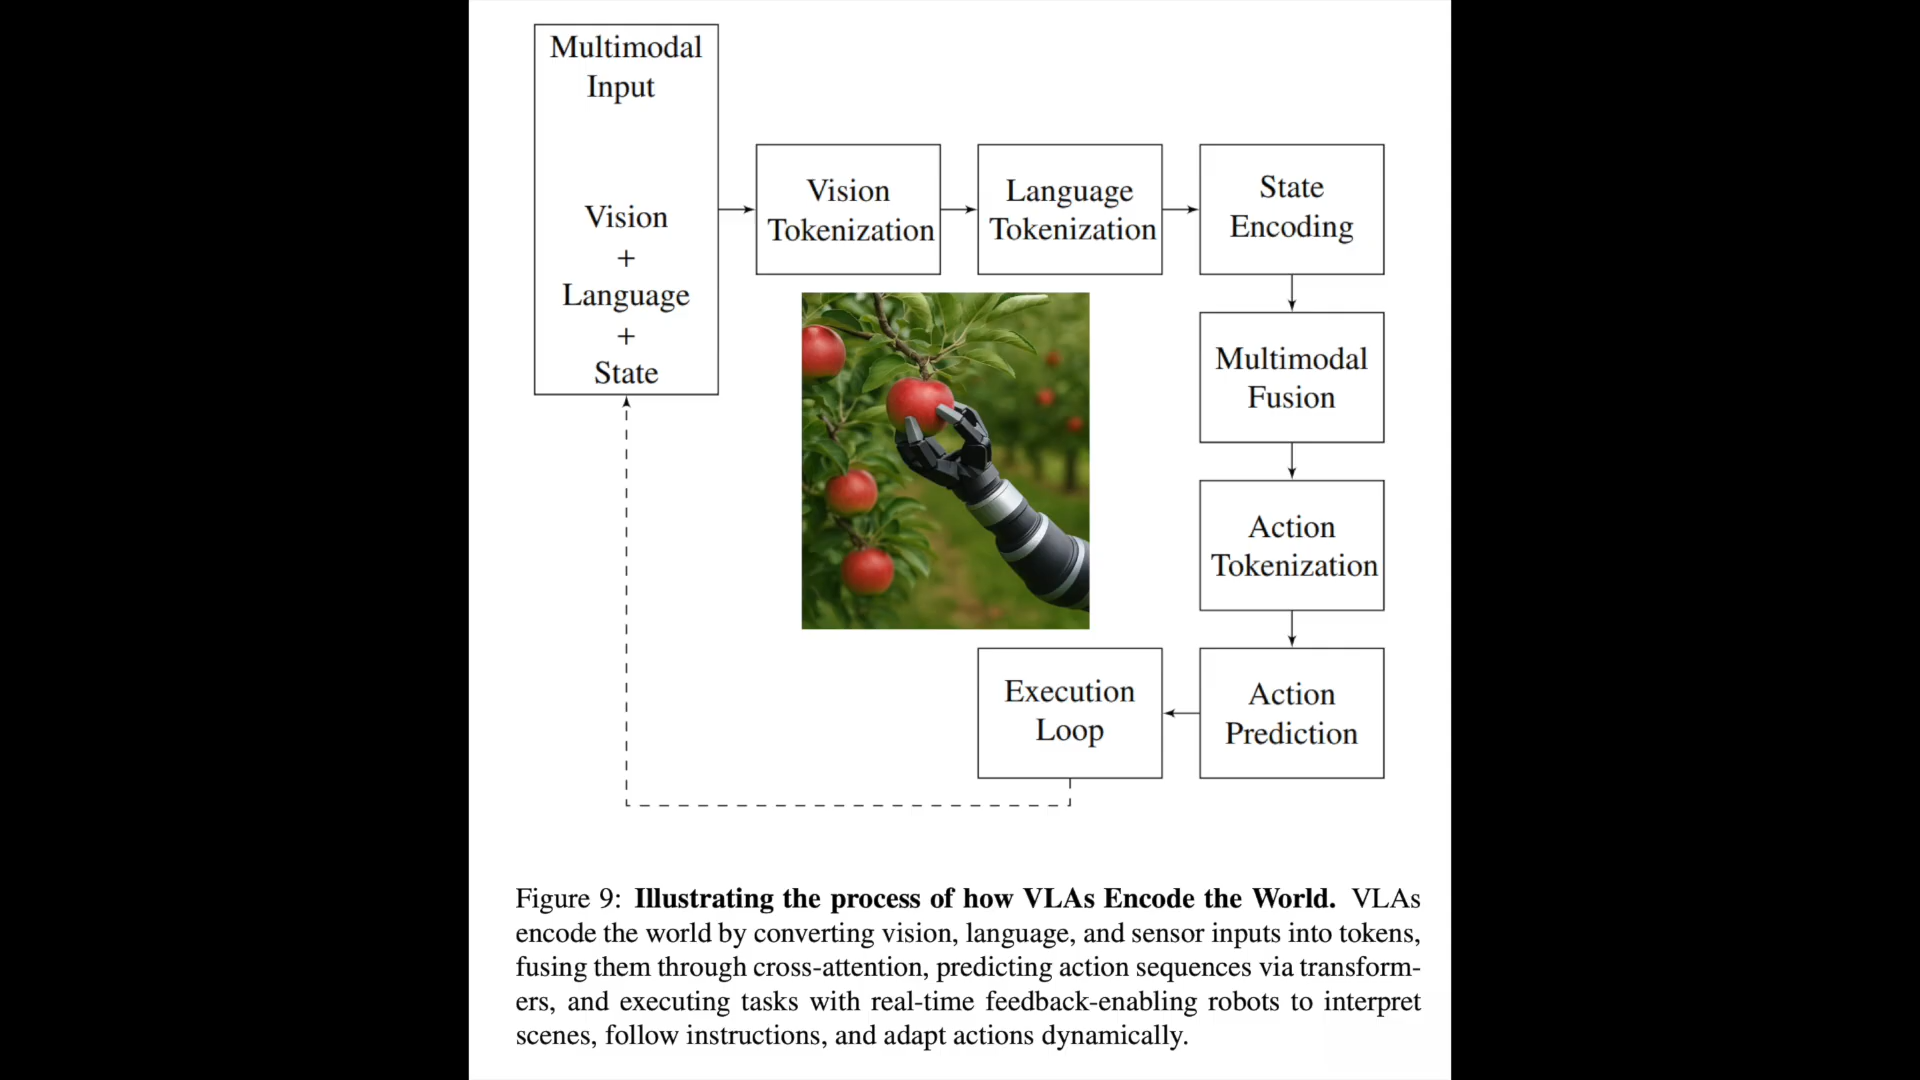 Multimodal
Input
Vision
+
Language
+
State
Vision
Tokenization
Language
Tokenization
State
Encoding
Multimodal
Fusion
Action
Tokenization
Action
Prediction
Execution
Loop
Figure 9: Illustrating the process of how VLAs Encode the World. VLAs
encode the world by converting vision, language, and sensor inputs into tokens,
fusing them through cross-attention, predicting action sequences via transform-
ers, and executing tasks with real-time feedback-enabling robots to interpret
scenes, follow instructions, and adapt actions dynamically.